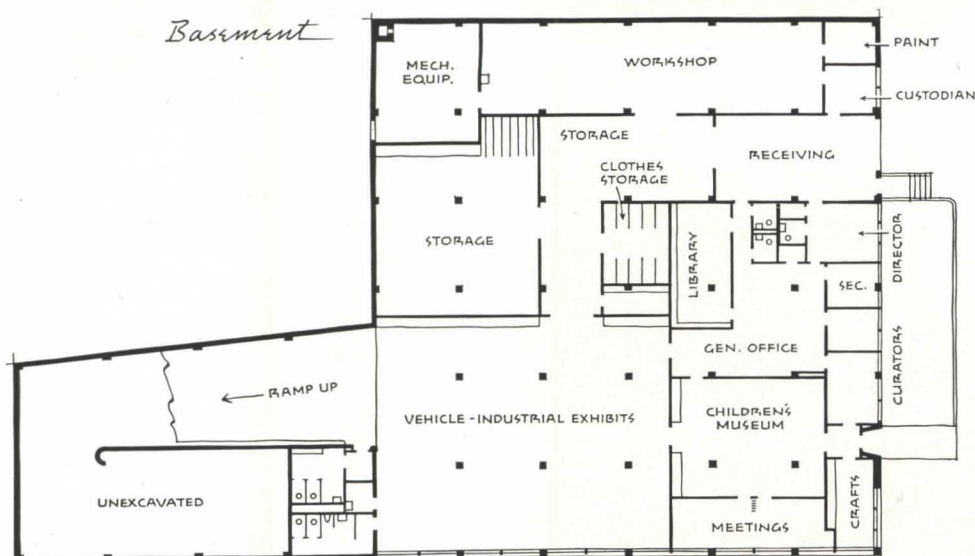 Basement
MECH.
EQUIP.
WORKSHOP
PAINT
CUSTODIAN
STORAGE
RECEIVING
CLOTHES
STORAGE
STORAGE
LIBRARY
DIRECTOR
SEC.
GEN. OFFICE
CURATORS
RAMP UP
VEHICLE-INDUSTRIAL EXHIBITS
CHILDREN'S
MUSEUM
UNEXCAVATED
MEETINGS
CRAFTS